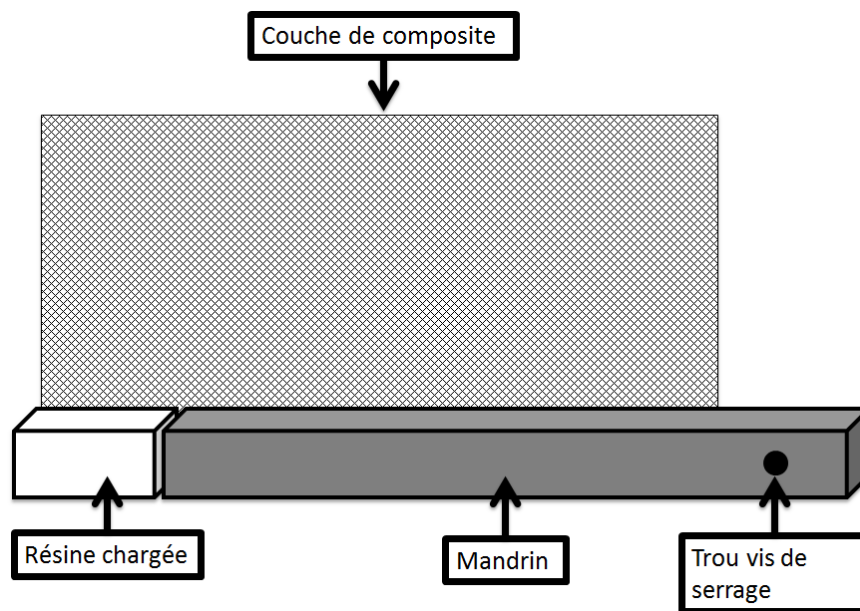 Couche de composite
Résine chargée
Mandrin
Trou vis de
serrage